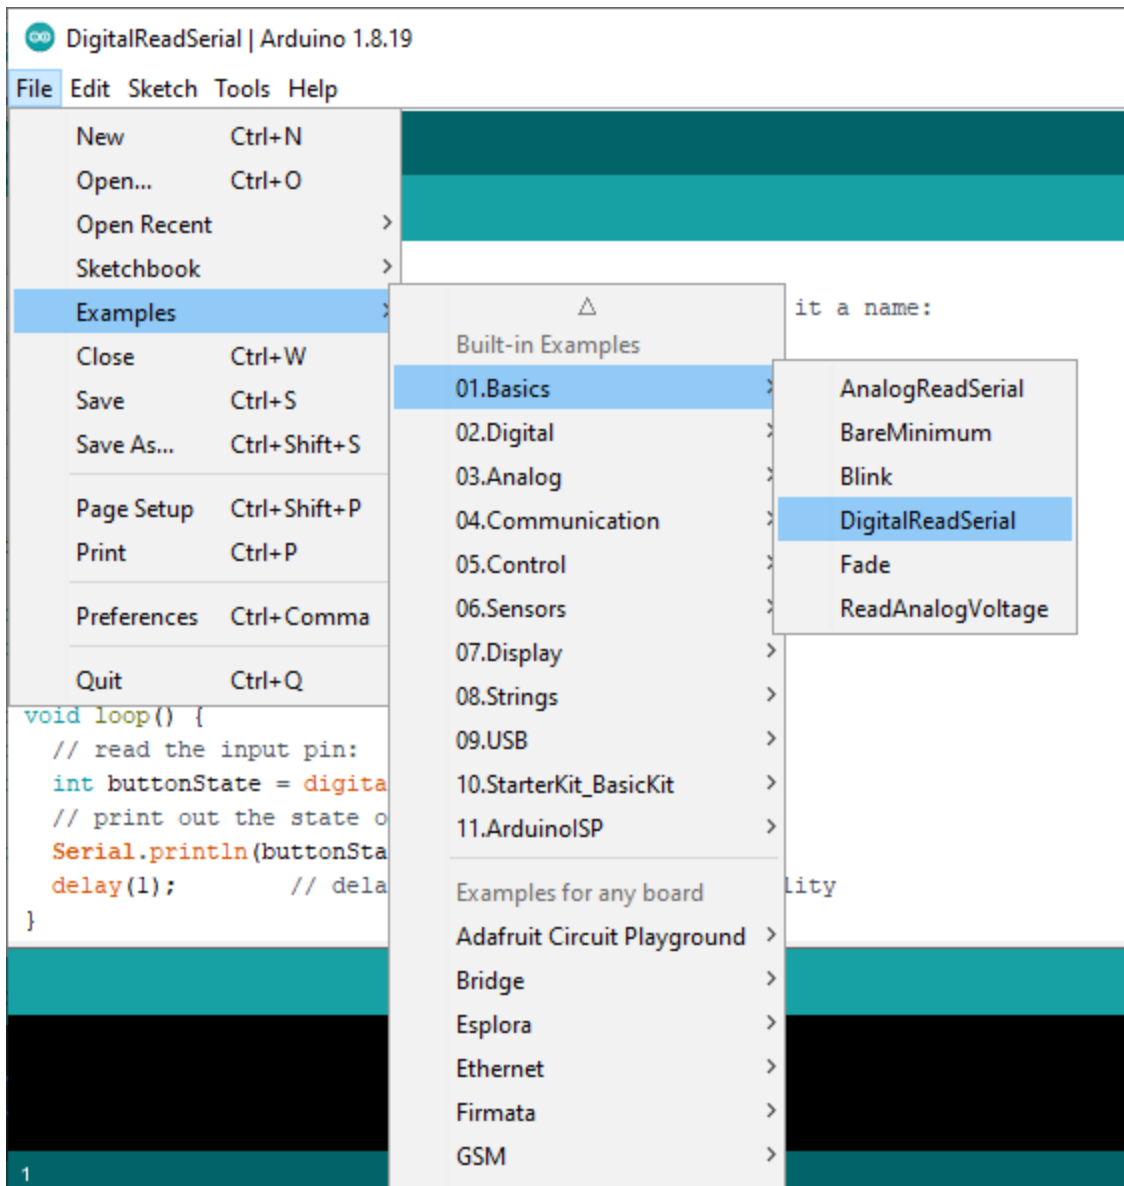 DigitalReadSerial | Arduino 1.8.19
File Edit Sketch Tools Help
New Ctrl+N
Open... Ctrl+O
Open Recent
Sketchbook
Examples
Close Ctrl+W
Save Ctrl+S
Save As... Ctrl+Shift+S
Page Setup Ctrl+Shift+P
Print Ctrl+P
Preferences Ctrl+Comma
Quit Ctrl+Q
Built-in Examples
01.Basics
02.Digital
03.Analog
04.Communication
05.Control
06.Sensors
07.Display
08.Strings
09.USB
10.StarterKit_BasicKit
11.ArduinoISP
Examples for any board
Adafruit Circuit Playground
Bridge
Esplora
Ethernet
Firmata
GSM
AnalogReadSerial
BareMinimum
Blink
DigitalReadSerial
Fade
ReadAnalogVoltage
it a name:
void loop() {
// read the input pin:
int buttonState = digita
// print out the state o
Serial.println(buttonSta
delay(1); // dela lity
}
1